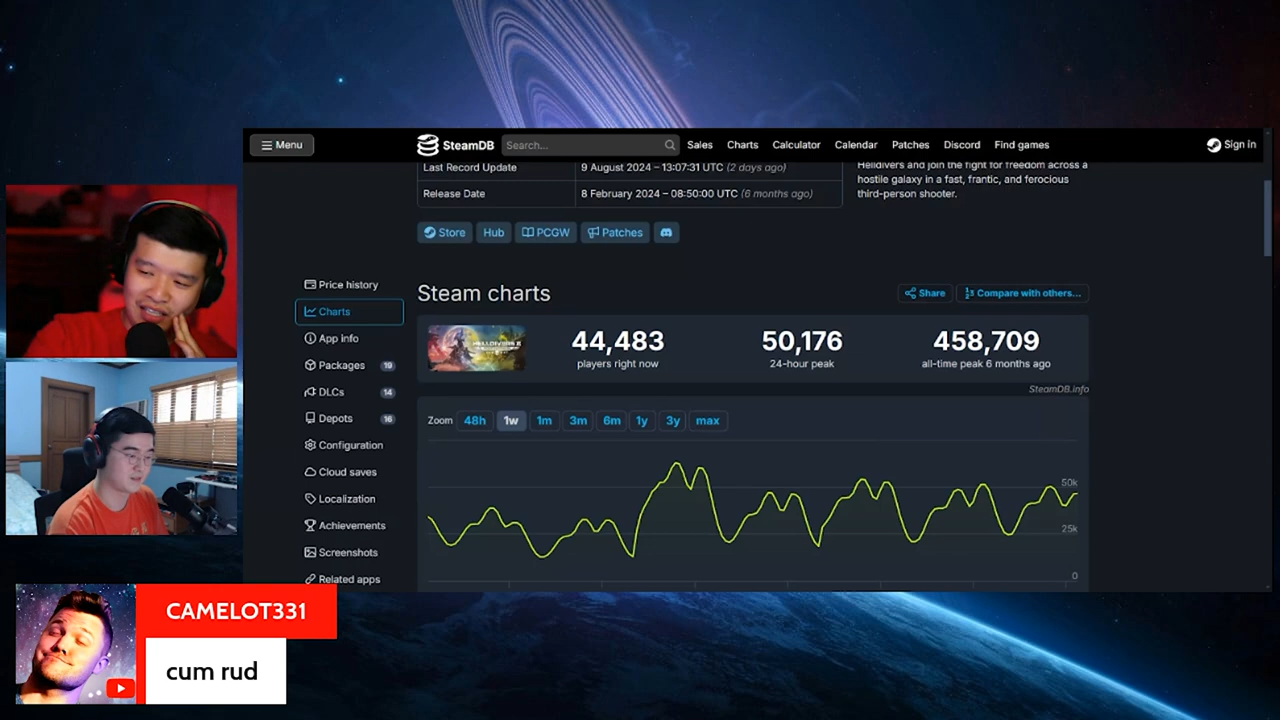 Menu
SteamDB
Search...
Sales
Charts
Calculator
Calendar
Patches
Discord
Find games
Sign in
Last Record Update 9 August 2024 – 13:07:31 UTC (2 days ago)
Release Date 8 February 2024 – 08:50:00 UTC (6 months ago)
Helldivers and join the fight for freedom across a
hostile galaxy in a fast, frantic, and ferocious
third-person shooter.
Store
Hub
PCGW
Patches
Price history
Charts
App info
Packages 19
DLCs 14
Depots 16
Configuration
Cloud saves
Localization
Achievements
Screenshots
Related apps
Steam charts
Share
Compare with others...
HELLDIVERS 2
44,483
players right now
50,176
24-hour peak
458,709
all-time peak 6 months ago
SteamDB.info
Zoom 48h 1w 1m 3m 6m 1y 3y max
50k
25k
0
CAMELOT331
cum rud